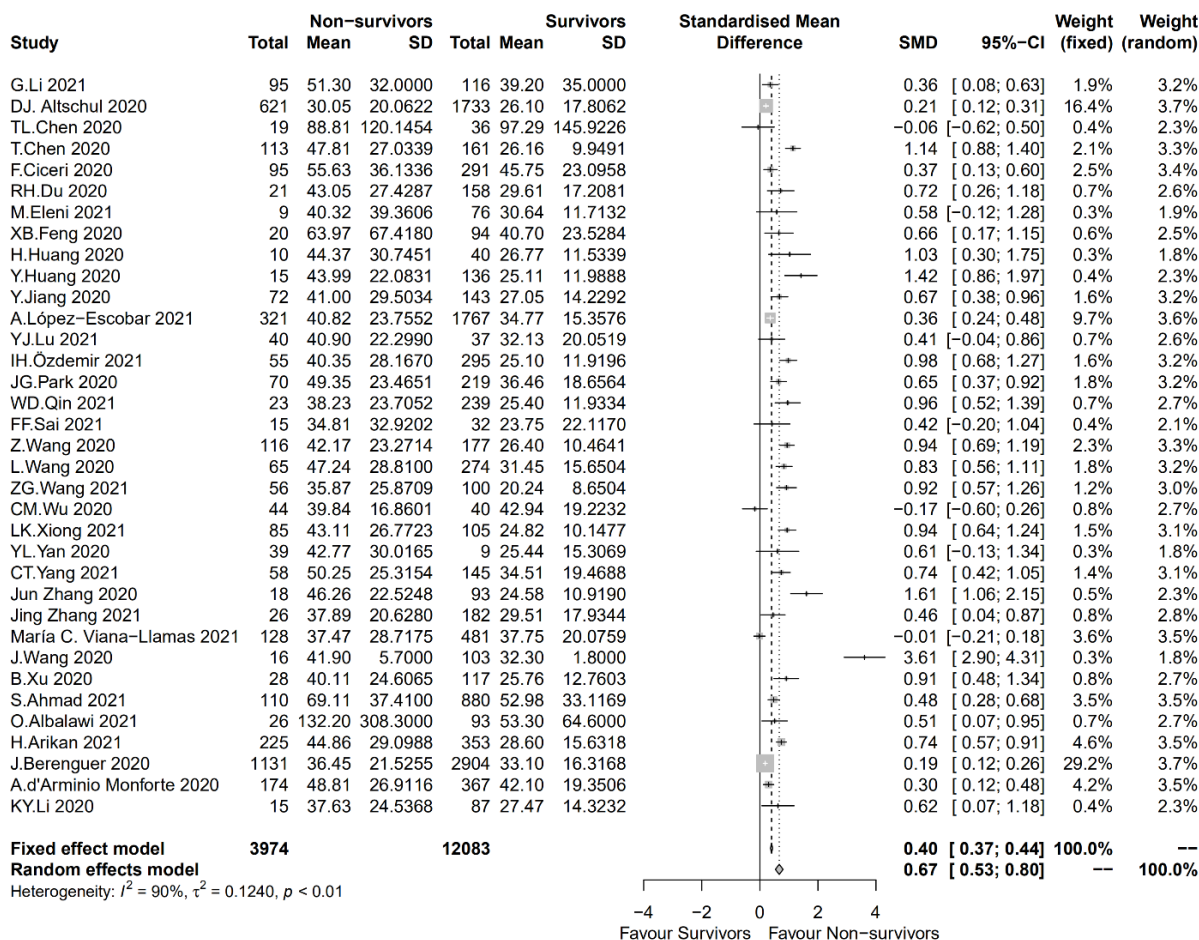 Non−survivors Survivors Standardised Mean Weight Weight
Study Total Mean SD Total Mean SD Difference SMD 95%−CI (fixed) (random)
G.Li 2021 95 51.30 32.0000 116 39.20 35.0000 0.36 [ 0.08; 0.63] 1.9% 3.2%
DJ. Altschul 2020 621 30.05 20.0622 1733 26.10 17.8062 0.21 [ 0.12; 0.31] 16.4% 3.7%
TL.Chen 2020 19 88.81 120.1454 36 97.29 145.9226 −0.06 [−0.62; 0.50] 0.4% 2.3%
T.Chen 2020 113 47.81 27.0339 161 26.16 9.9491 1.14 [ 0.88; 1.40] 2.1% 3.3%
F.Ciceri 2020 95 55.63 36.1336 291 45.75 23.0958 0.37 [ 0.13; 0.60] 2.5% 3.4%
RH.Du 2020 21 43.05 27.4287 158 29.61 17.2081 0.72 [ 0.26; 1.18] 0.7% 2.6%
M.Eleni 2021 9 40.32 39.3606 76 30.64 11.7132 0.58 [−0.12; 1.28] 0.3% 1.9%
XB.Feng 2020 20 63.97 67.4180 94 40.70 23.5284 0.66 [ 0.17; 1.15] 0.6% 2.5%
H.Huang 2020 10 44.37 30.7451 40 26.77 11.5339 1.03 [ 0.30; 1.75] 0.3% 1.8%
Y.Huang 2020 15 43.99 22.0831 136 25.11 11.9888 1.42 [ 0.86; 1.97] 0.4% 2.3%
Y.Jiang 2020 72 41.00 29.5034 143 27.05 14.2292 0.67 [ 0.38; 0.96] 1.6% 3.2%
A.López−Escobar 2021 321 40.82 23.7552 1767 34.77 15.3576 0.36 [ 0.24; 0.48] 9.7% 3.6%
YJ.Lu 2021 40 40.90 22.2990 37 32.13 20.0519 0.41 [−0.04; 0.86] 0.7% 2.6%
IH.Özdemir 2021 55 40.35 28.1670 295 25.10 11.9196 0.98 [ 0.68; 1.27] 1.6% 3.2%
JG.Park 2020 70 49.35 23.4651 219 36.46 18.6564 0.65 [ 0.37; 0.92] 1.8% 3.2%
WD.Qin 2021 23 38.23 23.7052 239 25.40 11.9334 0.96 [ 0.52; 1.39] 0.7% 2.7%
FF.Sai 2021 15 34.81 32.9202 32 23.75 22.1170 0.42 [−0.20; 1.04] 0.4% 2.1%
Z.Wang 2020 116 42.17 23.2714 177 26.40 10.4641 0.94 [ 0.69; 1.19] 2.3% 3.3%
L.Wang 2020 65 47.24 28.8100 274 31.45 15.6504 0.83 [ 0.56; 1.11] 1.8% 3.2%
ZG.Wang 2021 56 35.87 25.8709 100 20.24 8.6504 0.92 [ 0.57; 1.26] 1.2% 3.0%
CM.Wu 2020 44 39.84 16.8601 40 42.94 19.2232 −0.17 [−0.60; 0.26] 0.8% 2.7%
LK.Xiong 2021 85 43.11 26.7723 105 24.82 10.1477 0.94 [ 0.64; 1.24] 1.5% 3.1%
YL.Yan 2020 39 42.77 30.0165 9 25.44 15.3069 0.61 [−0.13; 1.34] 0.3% 1.8%
CT.Yang 2021 58 50.25 25.3154 145 34.51 19.4688 0.74 [ 0.42; 1.05] 1.4% 3.1%
Jun Zhang 2020 18 46.26 22.5248 93 24.58 10.9190 1.61 [ 1.06; 2.15] 0.5% 2.3%
Jing Zhang 2021 26 37.89 20.6280 182 29.51 17.9344 0.46 [ 0.04; 0.87] 0.8% 2.8%
María C. Viana−Llamas 2021 128 37.47 28.7175 481 37.75 20.0759 −0.01 [−0.21; 0.18] 3.6% 3.5%
J.Wang 2020 16 41.90 5.7000 103 32.30 1.8000 3.61 [ 2.90; 4.31] 0.3% 1.8%
B.Xu 2020 28 40.11 24.6065 117 25.76 12.7603 0.91 [ 0.48; 1.34] 0.8% 2.7%
S.Ahmad 2021 110 69.11 37.4100 880 52.98 33.1169 0.48 [ 0.28; 0.68] 3.5% 3.5%
O.Albalawi 2021 26 132.20 308.3000 93 53.30 64.6000 0.51 [ 0.07; 0.95] 0.7% 2.7%
H.Arikan 2021 225 44.86 29.0988 353 28.60 15.6318 0.74 [ 0.57; 0.91] 4.6% 3.5%
J.Berenguer 2020 1131 36.45 21.5255 2904 33.10 16.3168 0.19 [ 0.12; 0.26] 29.2% 3.7%
A.d'Arminio Monforte 2020 174 48.81 26.9116 367 42.10 19.3506 0.30 [ 0.12; 0.48] 4.2% 3.5%
KY.Li 2020 15 37.63 24.5368 87 27.47 14.3232 0.62 [ 0.07; 1.18] 0.4% 2.3%
Fixed effect model 3974 12083 0.40 [ 0.37; 0.44] 100.0% −−
Random effects model 0.67 [ 0.53; 0.80] −− 100.0%
Heterogeneity: I² = 90%, τ² = 0.1240, p < 0.01
−4 −2 0 2 4
Favour Survivors Favour Non−survivors